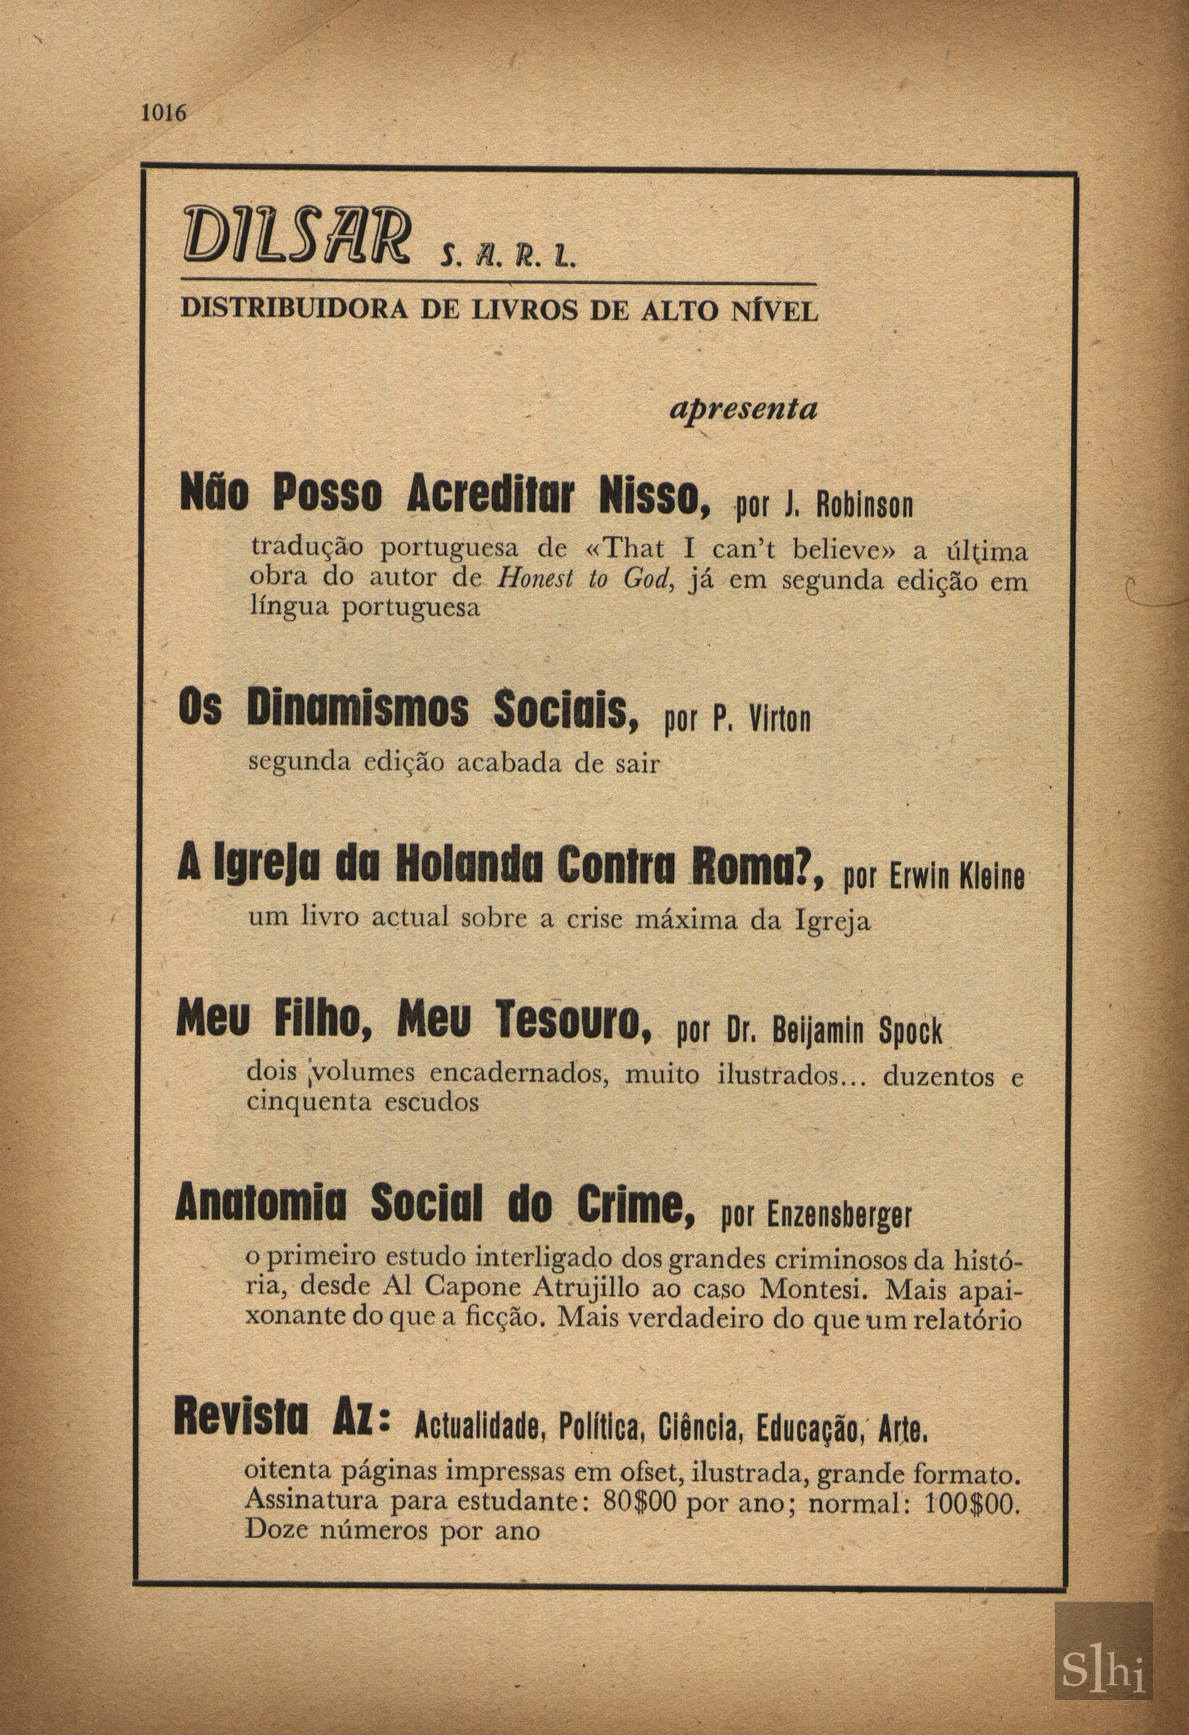 1016
DILSAR S. A. R. L.
DISTRIBUIDORA DE LIVROS DE ALTO NÍVEL
apresenta
Não Posso Acreditar Nisso, por J. Robinson
tradução portuguesa de «That I can't believe» a última
obra do autor de Honest to God, já em segunda edição em
língua portuguesa
Os Dinamismos Sociais, por P. Virton
segunda edição acabada de sair
A Igreja da Holanda Contra Roma?, por Erwin Kleine
um livro actual sobre a crise máxima da Igreja
Meu Filho, Meu Tesouro, por Dr. Beijamin Spock
dois volumes encadernados, muito ilustrados... duzentos e
cinquenta escudos
Anatomia Social do Crime, por Enzensberger
o primeiro estudo interligado dos grandes criminosos da histó-
ria, desde Al Capone Atrujillo ao caso Montesi. Mais apai-
xonante do que a ficção. Mais verdadeiro do que um relatório
Revista Az: Actualidade, Política, Ciência, Educação, Arte.
oitenta páginas impressas em ofset, ilustrada, grande formato.
Assinatura para estudante: 80$00 por ano; normal: 100$00.
Doze números por ano
slhi